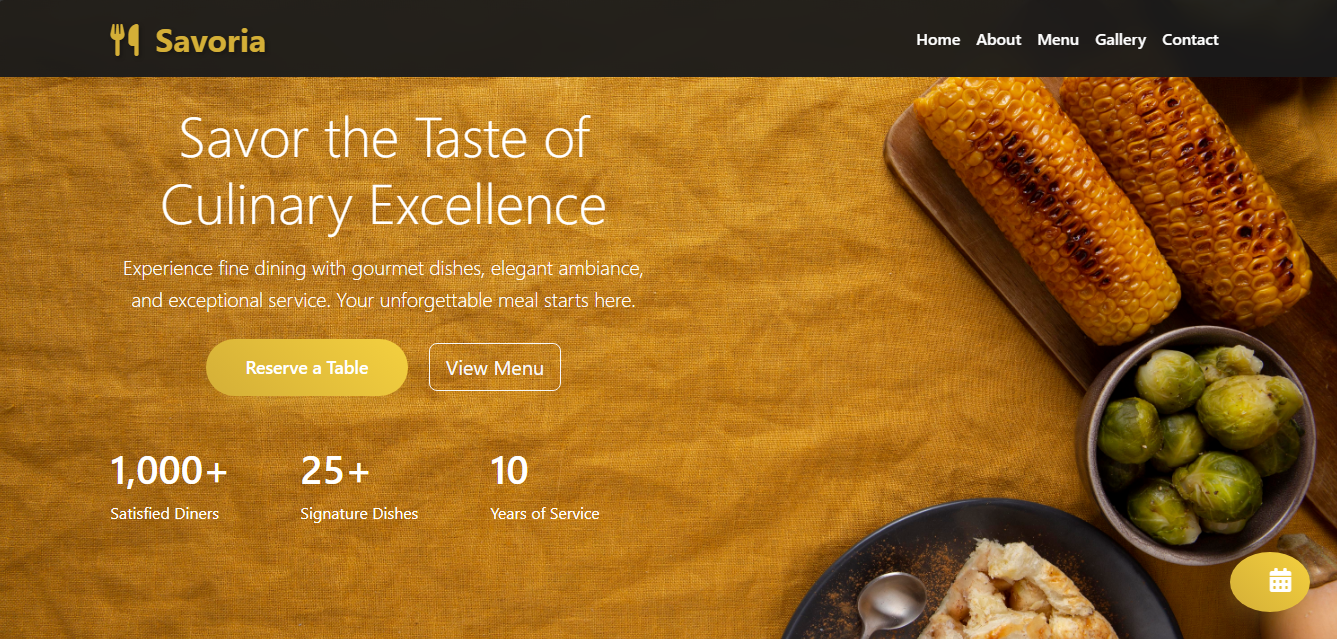 Savoria
Home About Menu Gallery Contact
Savor the Taste of
Culinary Excellence
Experience fine dining with gourmet dishes, elegant ambiance,
and exceptional service. Your unforgettable meal starts here.
Reserve a Table
View Menu
1,000+ 25+ 10
Satisfied Diners Signature Dishes Years of Service